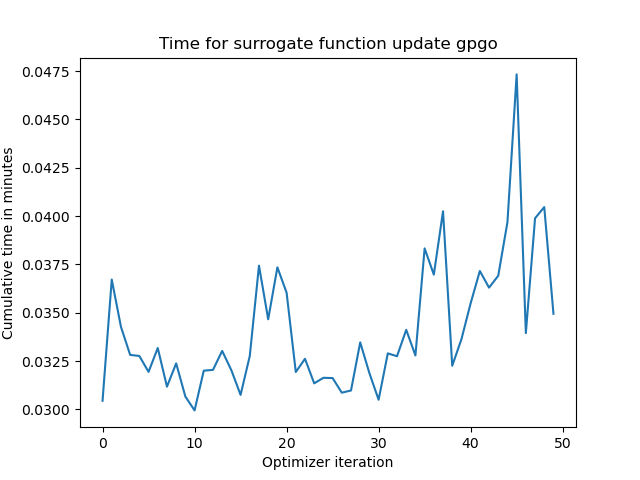 Time for surrogate function update gpgo
Cumulative time in minutes
0.0475
0.0450
0.0425
0.0400
0.0375
0.0350
0.0325
0.0300
0 10 20 30 40 50
Optimizer iteration